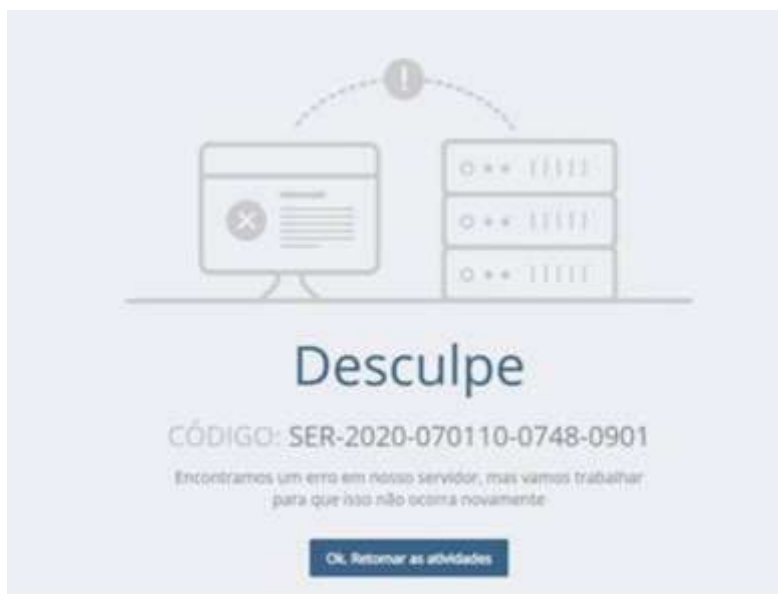 Desculpe
CÓDIGO: SER-2020-070110-0748-0901
Encontramos um erro em nosso servidor, mas vamos trabalhar
para que isso não ocorra novamente
Ok. Retornar as atividades